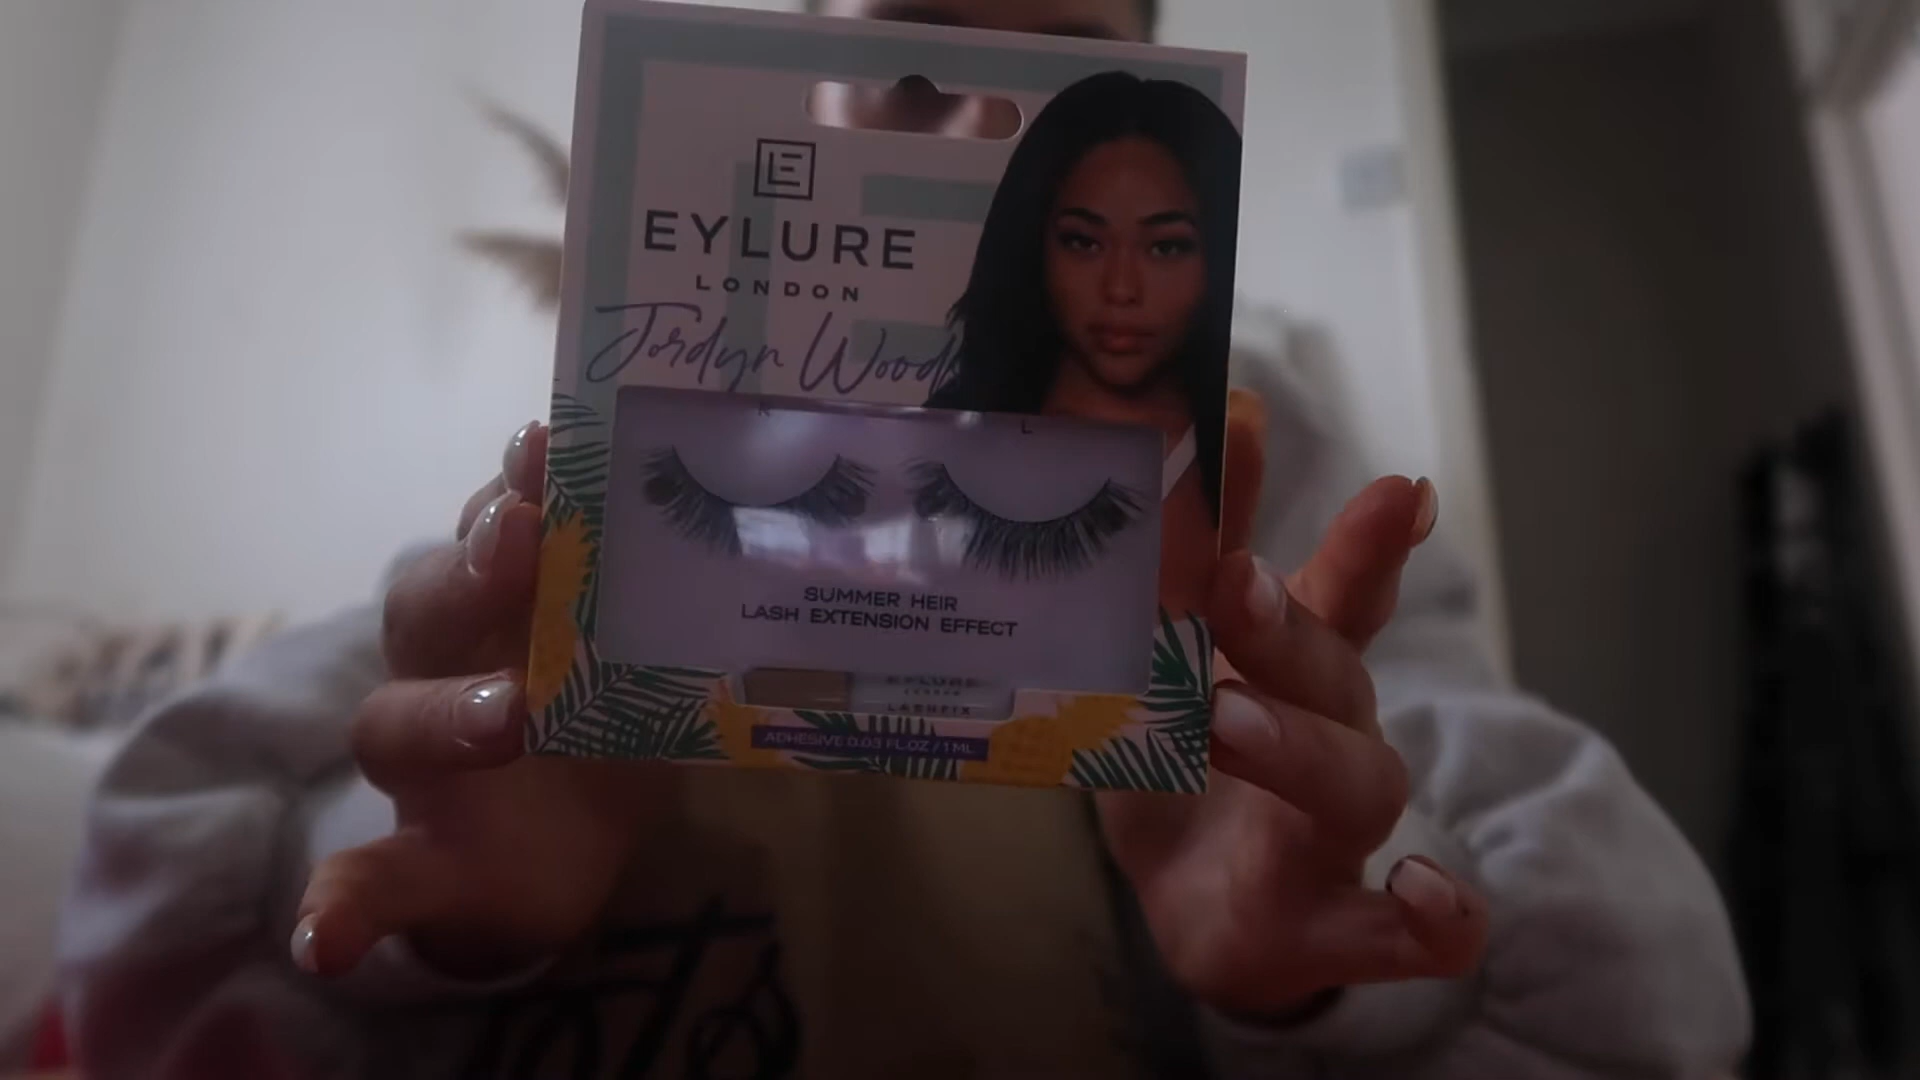 EYLURE
LONDON
Jordyn Woods
L
SUMMER HEIR
LASH EXTENSION EFFECT
EYLURE
LONDON
LASHFIX
ADHESIVE 0.03 FL.OZ / 1 ML